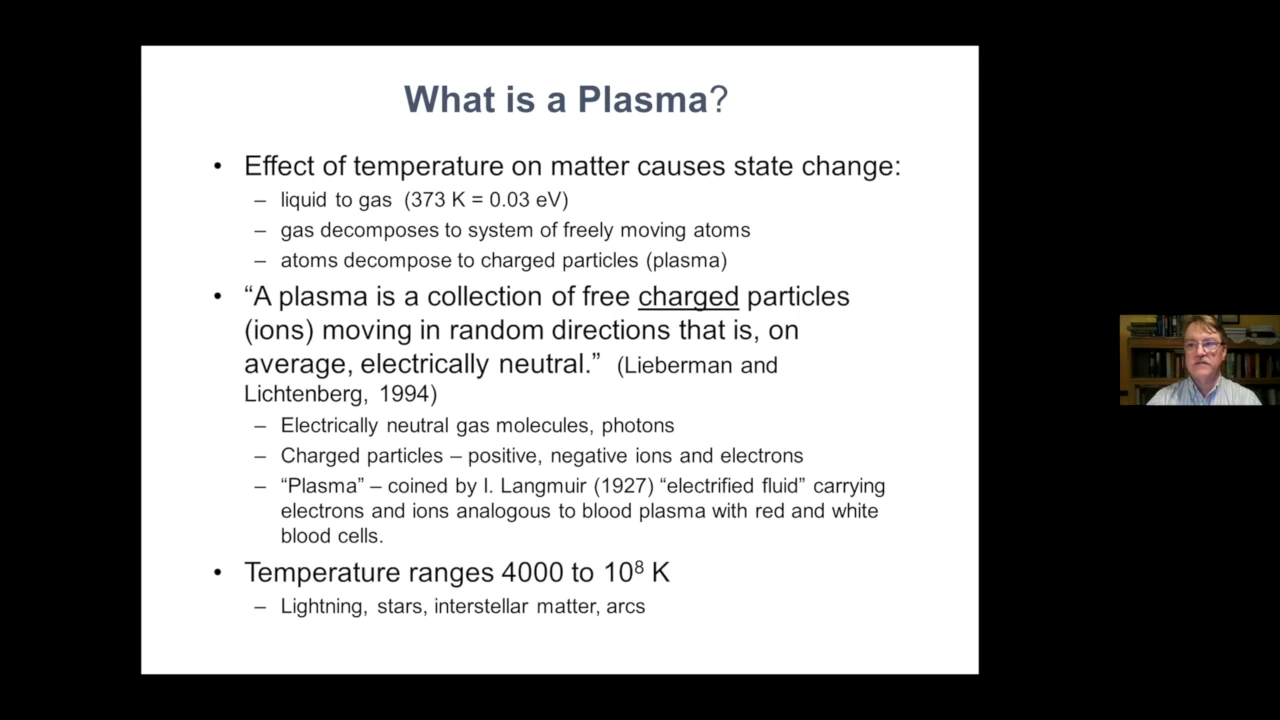 What is a Plasma?
• Effect of temperature on matter causes state change:
– liquid to gas (373 K = 0.03 eV)
– gas decomposes to system of freely moving atoms
– atoms decompose to charged particles (plasma)
• “A plasma is a collection of free charged particles
(ions) moving in random directions that is, on
average, electrically neutral.” (Lieberman and
Lichtenberg, 1994)
– Electrically neutral gas molecules, photons
– Charged particles – positive, negative ions and electrons
– “Plasma” – coined by I. Langmuir (1927) “electrified fluid” carrying
electrons and ions analogous to blood plasma with red and white
blood cells.
• Temperature ranges 4000 to 10⁸ K
– Lightning, stars, interstellar matter, arcs